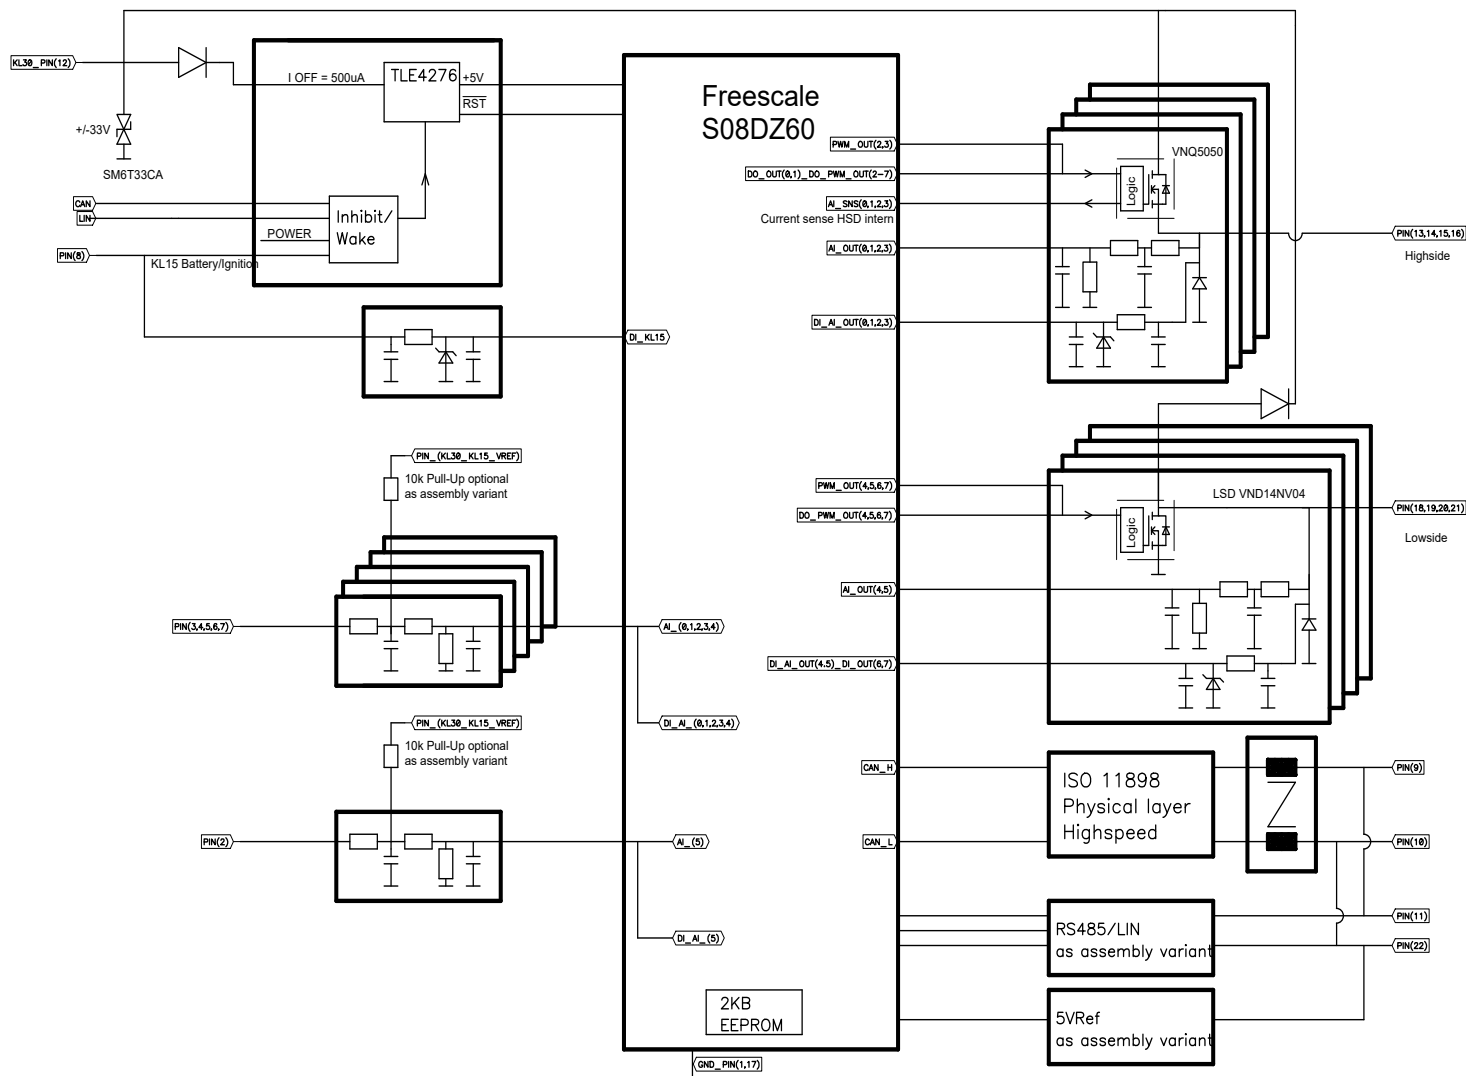 KL30_PIN(12)
I OFF = 500uA
TLE4276
+5V
RST
+/-33V
SM6T33CA
CAN
LIN
POWER
Inhibit/
Wake
PIN(8)
KL15 Battery/Ignition
DI_KL15
Freescale
S08DZ60
PWM_OUT(2,3)
DO_OUT(0,1)_DO_PWM_OUT(2-7)
AI_SNS(0,1,2,3)
Current sense HSD intern
AI_OUT(0,1,2,3)
DI_AI_OUT(0,1,2,3)
VNQ5050
Logic
PIN(13,14,15,16)
Highside
PIN_(KL30_KL15_VREF)
10k Pull-Up optional
as assembly variant
PIN(3,4,5,6,7)
AI_(0,1,2,3,4)
DI_AI_(0,1,2,3,4)
PWM_OUT(4,5,6,7)
DO_PWM_OUT(4,5,6,7)
AI_OUT(4,5)
DI_AI_OUT(4.5)_DI_OUT(6,7)
LSD VND14NV04
Logic
PIN(18,19,20,21)
Lowside
PIN_(KL30_KL15_VREF)
10k Pull-Up optional
as assembly variant
PIN(2)
AI_(5)
DI_AI_(5)
CAN_H
CAN_L
ISO 11898
Physical layer
Highspeed
PIN(9)
PIN(10)
RS485/LIN
as assembly variant
PIN(11)
PIN(22)
5VRef
as assembly variant
2KB
EEPROM
GND_PIN(1,17)